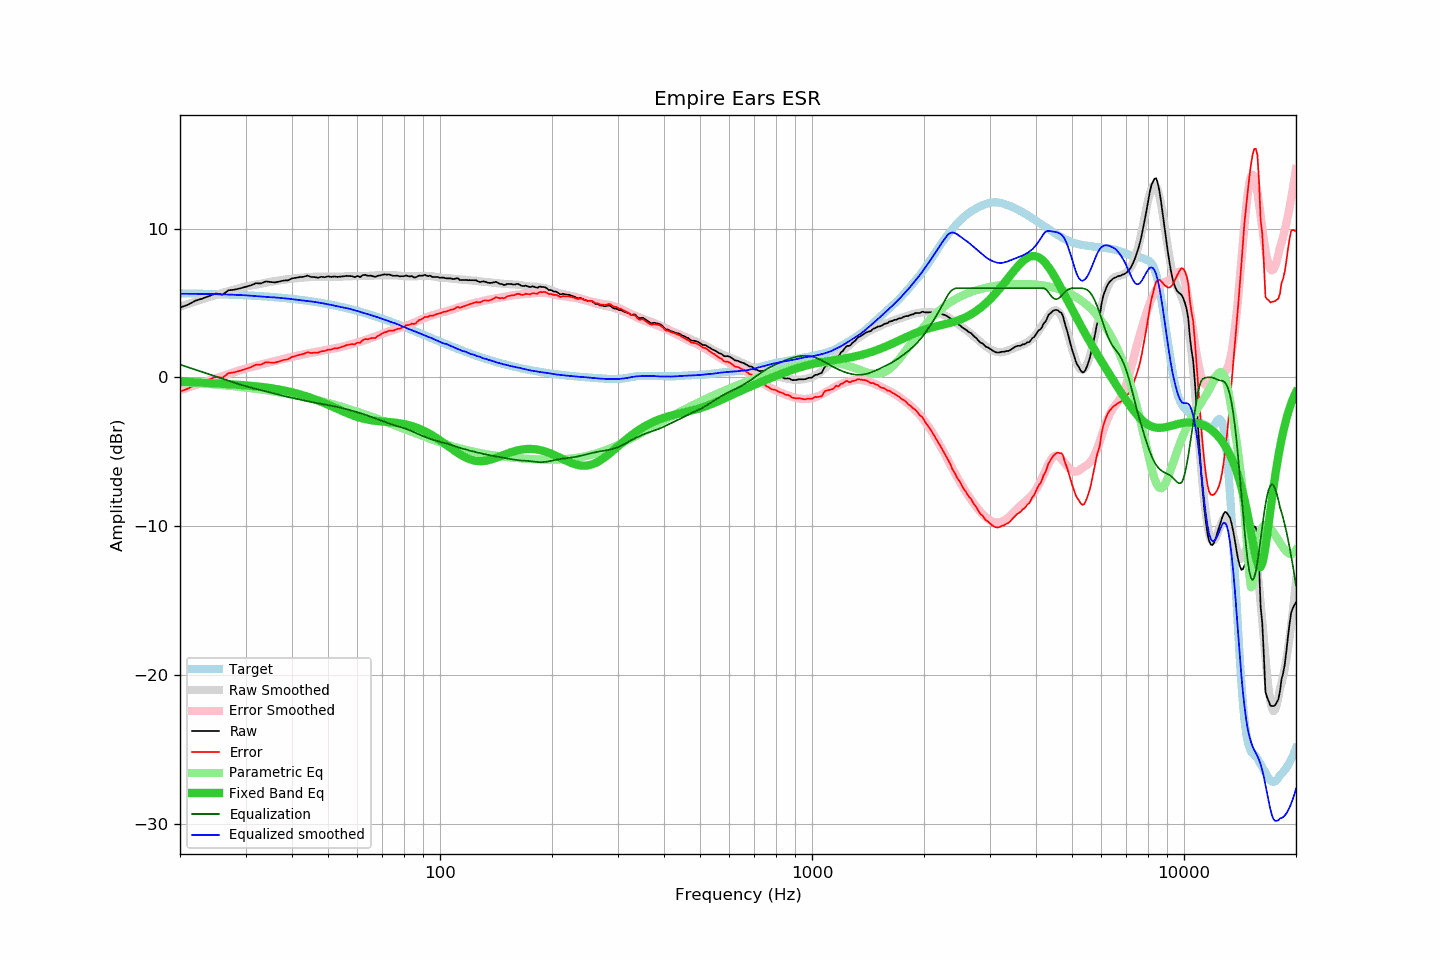 Empire Ears ESR
Amplitude (dBr)
10
0
−10
−20
−30
Target
Raw Smoothed
Error Smoothed
Raw
Error
Parametric Eq
Fixed Band Eq
Equalization
Equalized smoothed
100
1000
10000
Frequency (Hz)